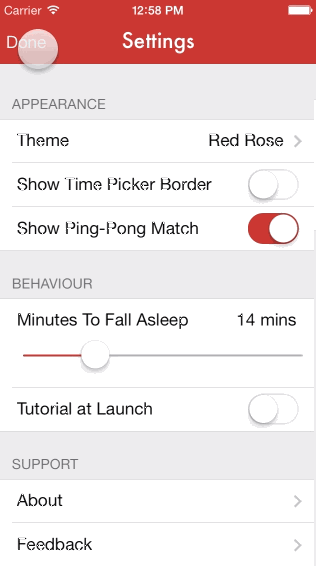 Carrier 12:58 PM
Done Settings
APPEARANCE
Theme Red Rose
Show Time Picker Border
Show Ping-Pong Match
BEHAVIOUR
Minutes To Fall Asleep 14 mins
Tutorial at Launch
SUPPORT
About
Feedback